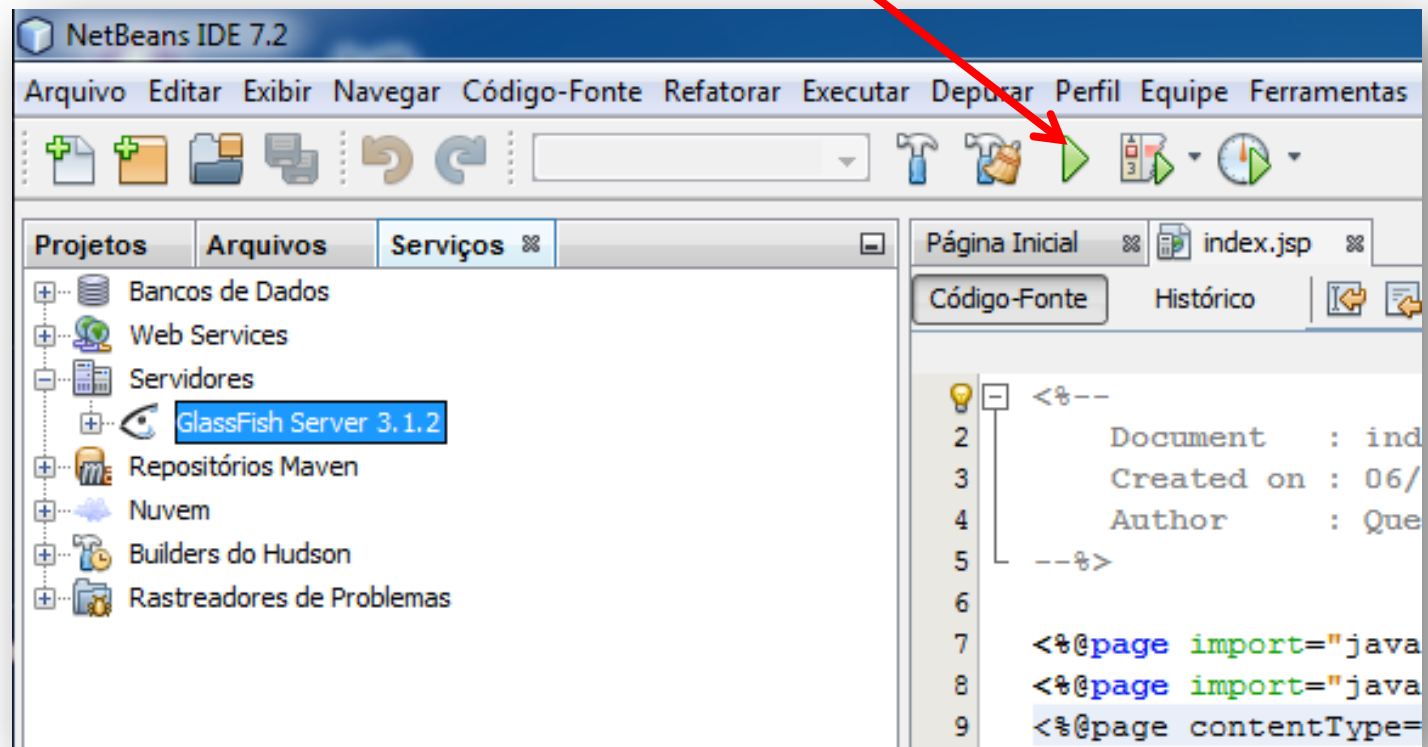 NetBeans IDE 7.2
Arquivo Editar Exibir Navegar Código-Fonte Refatorar Executar Depurar Perfil Equipe Ferramentas
Projetos Arquivos Serviços
Bancos de Dados
Web Services
Servidores
GlassFish Server 3.1.2
Repositórios Maven
Nuvem
Builders do Hudson
Rastreadores de Problemas
Página Inicial index.jsp
Código-Fonte Histórico
<%--
2 Document : ind
3 Created on : 06/
4 Author : Que
5 --%>
6
7 <%@page import="java
8 <%@page import="java
9 <%@page contentType=